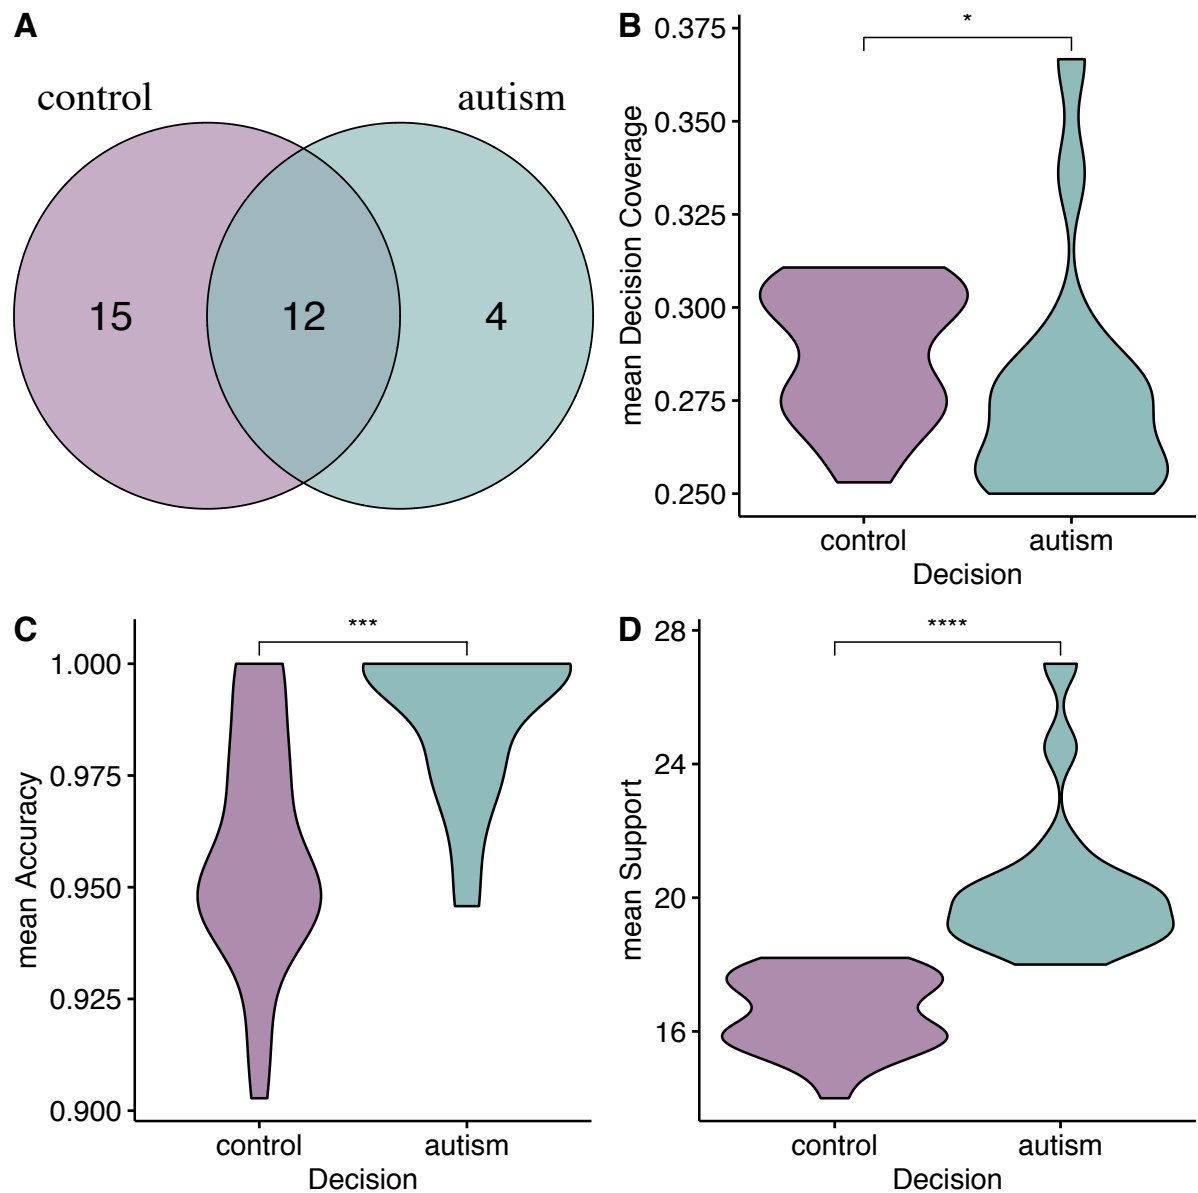 A
control autism
15 12 4
B
*
0.375
0.350
0.325
0.300
0.275
0.250
mean Decision Coverage
control autism
Decision
C
***
1.000
0.975
0.950
0.925
0.900
mean Accuracy
control autism
Decision
D
****
28
24
20
16
mean Support
control autism
Decision